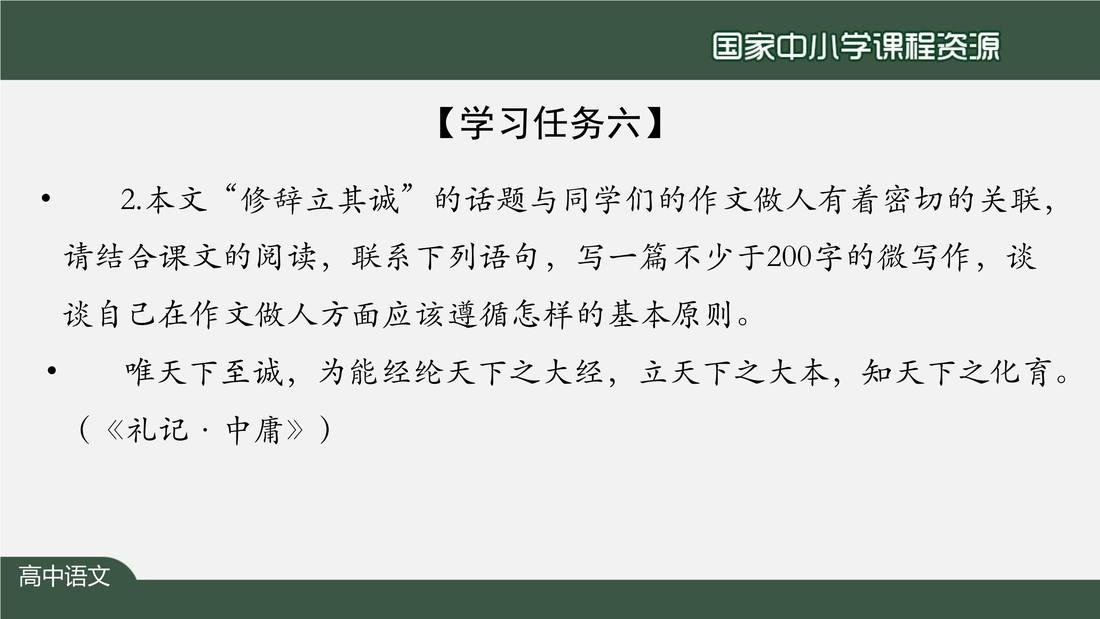 国家中小学课程资源
【学习任务六】
• 2.本文“修辞立其诚”的话题与同学们的作文做人有着密切的关联，
请结合课文的阅读，联系下列语句，写一篇不少于200字的微写作，谈
谈自己在作文做人方面应该遵循怎样的基本原则。
• 唯天下至诚，为能经纶天下之大经，立天下之大本，知天下之化育。
（《礼记·中庸》）
高中语文